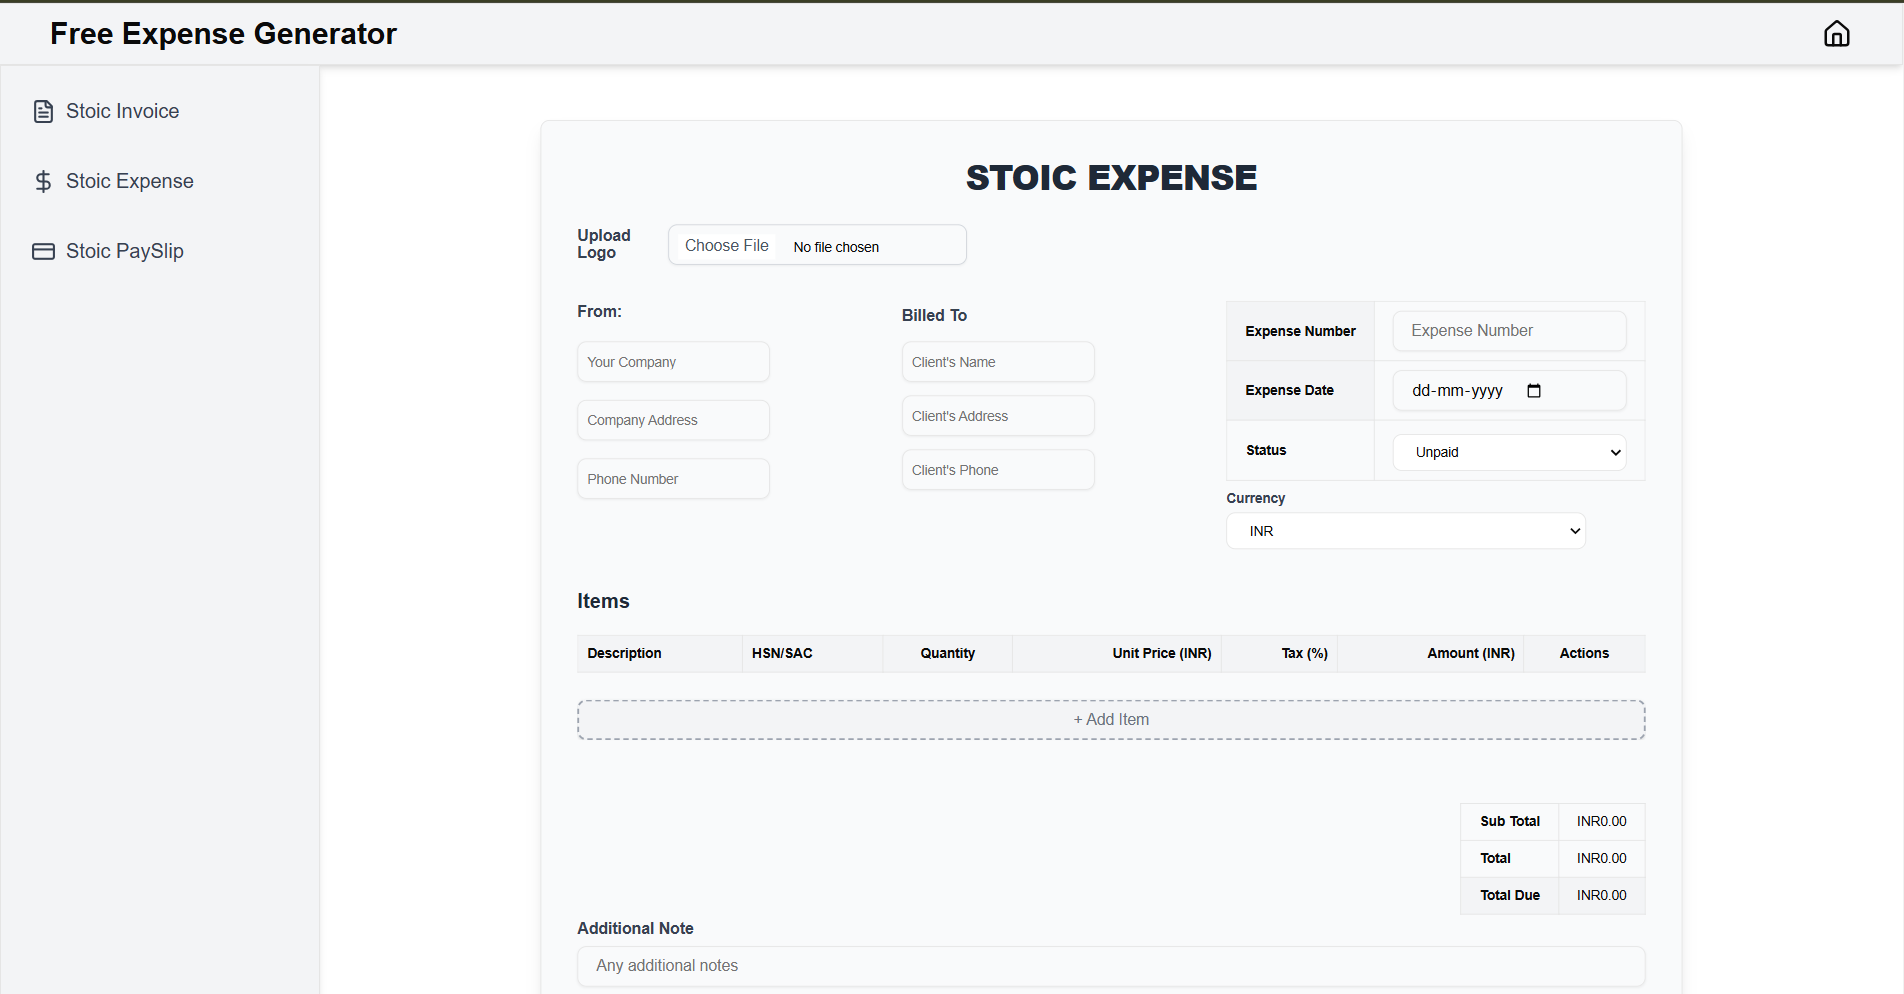 Free Expense Generator
Stoic Invoice
Stoic Expense
Stoic PaySlip
STOIC EXPENSE
Upload
Logo
Choose File No file chosen
From:
Your Company
Company Address
Phone Number
Billed To
Client's Name
Client's Address
Client's Phone
Expense Number Expense Number
Expense Date dd-mm-yyyy
Status Unpaid
Currency
INR
Items
Description HSN/SAC Quantity Unit Price (INR) Tax (%) Amount (INR) Actions
+ Add Item
Sub Total INR0.00
Total INR0.00
Total Due INR0.00
Additional Note
Any additional notes